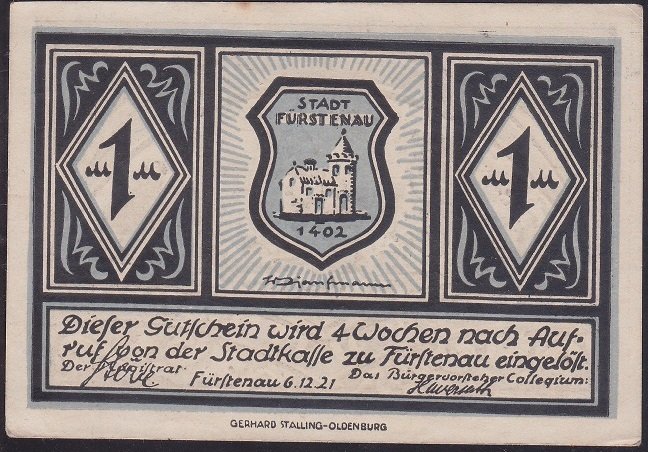 1
STADT
FÜRSTENAU
1402
1
Dieser Gutschein wird 4 Wochen nach Auf-
ruf von der Stadtkasse zu Fürstenau eingelöst.
Der Magistrat
Fürstenau 6.12.21
Das Bürgervorsteher Collegium:
GERHARD STALLING-OLDENBURG